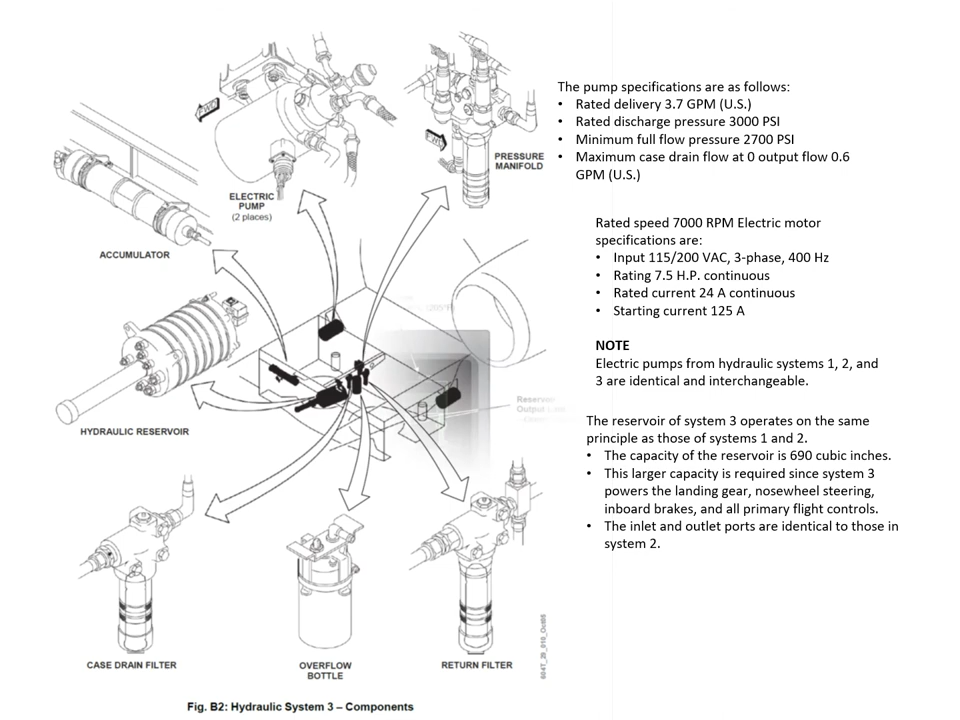 The pump specifications are as follows:
• Rated delivery 3.7 GPM (U.S.)
• Rated discharge pressure 3000 PSI
• Minimum full flow pressure 2700 PSI
• Maximum case drain flow at 0 output flow 0.6
GPM (U.S.)
PRESSURE
MANIFOLD
FWD
ELECTRIC
PUMP
(2 places)
ACCUMULATOR
Rated speed 7000 RPM Electric motor
specifications are:
• Input 115/200 VAC, 3-phase, 400 Hz
• Rating 7.5 H.P. continuous
• Rated current 24 A continuous
• Starting current 125 A
NOTE
Electric pumps from hydraulic systems 1, 2, and
3 are identical and interchangeable.
Reservoir
Output
HYDRAULIC RESERVOIR
The reservoir of system 3 operates on the same
principle as those of systems 1 and 2.
• The capacity of the reservoir is 690 cubic inches.
• This larger capacity is required since system 3
powers the landing gear, nosewheel steering,
inboard brakes, and all primary flight controls.
• The inlet and outlet ports are identical to those in
system 2.
CASE DRAIN FILTER
OVERFLOW
BOTTLE
RETURN FILTER
604T_29_010_Oct05
Fig. B2: Hydraulic System 3 – Components